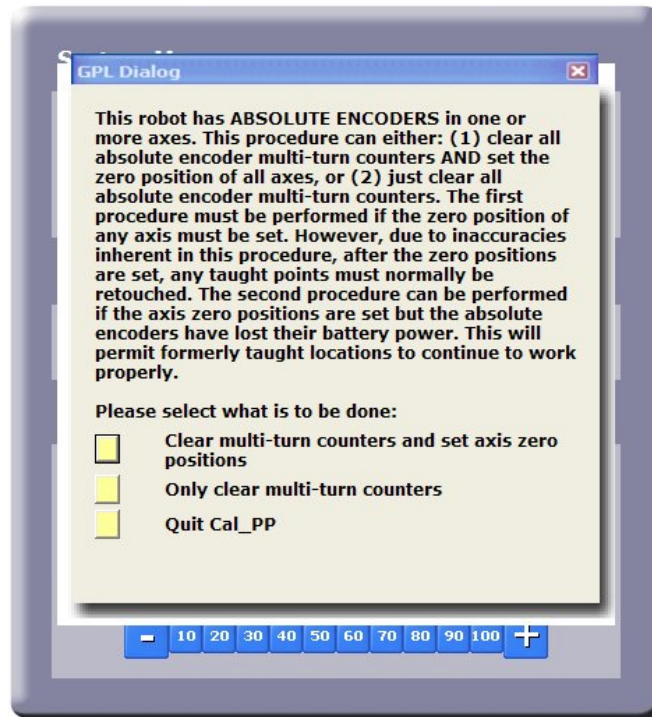 GPL Dialog
This robot has ABSOLUTE ENCODERS in one or
more axes. This procedure can either: (1) clear all
absolute encoder multi-turn counters AND set the
zero position of all axes, or (2) just clear all
absolute encoder multi-turn counters. The first
procedure must be performed if the zero position of
any axis must be set. However, due to inaccuracies
inherent in this procedure, after the zero positions
are set, any taught points must normally be
retouched. The second procedure can be performed
if the axis zero positions are set but the absolute
encoders have lost their battery power. This will
permit formerly taught locations to continue to work
properly.
Please select what is to be done:
Clear multi-turn counters and set axis zero
positions
Only clear multi-turn counters
Quit Cal_PP
- 10 20 30 40 50 60 70 80 90 100 +